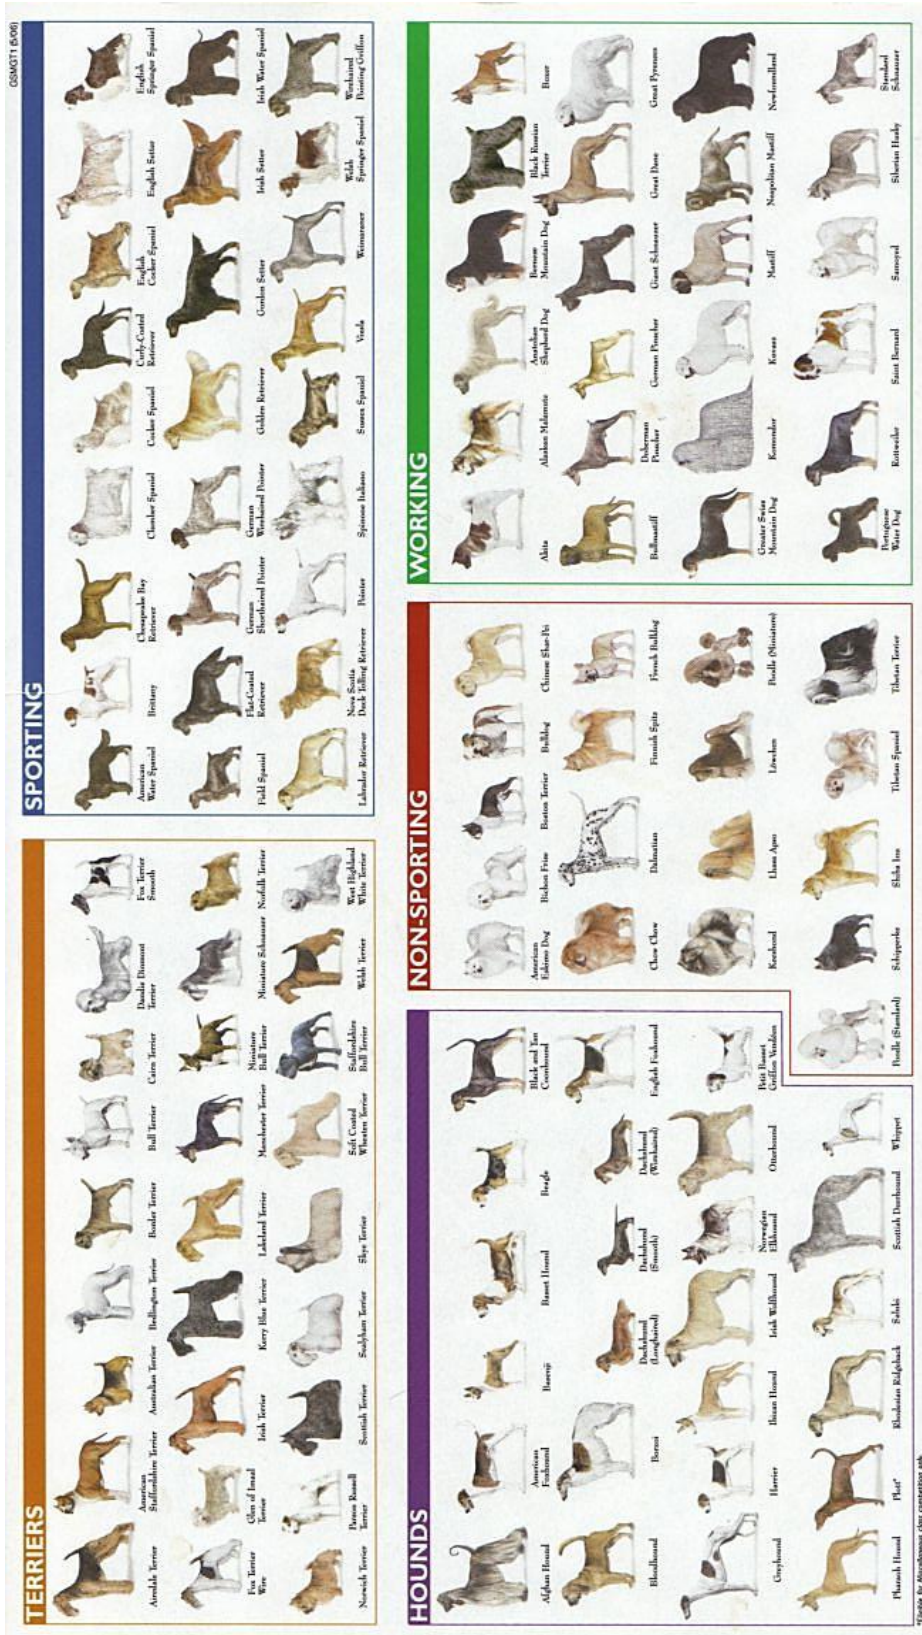 GSMGT1 (5/06)
TERRIERS
Airedale Terrier
American
Staffordshire Terrier
Australian Terrier
Bedlington Terrier
Border Terrier
Bull Terrier
Cairn Terrier
Dandie Dinmont
Terrier
Fox Terrier
Smooth
Fox Terrier
Wire
Glen of Imaal
Terrier
Irish Terrier
Kerry Blue Terrier
Lakeland Terrier
Manchester Terrier
Miniature
Bull Terrier
Miniature Schnauzer
Norfolk Terrier
Norwich Terrier
Parson Russell
Terrier
Scottish Terrier
Sealyham Terrier
Skye Terrier
Soft Coated
Wheaten Terrier
Staffordshire
Bull Terrier
Welsh Terrier
West Highland
White Terrier
SPORTING
American
Water Spaniel
Brittany
Chesapeake Bay
Retriever
Clumber Spaniel
Cocker Spaniel
Curly-Coated
Retriever
English
Cocker Spaniel
English Setter
English
Springer Spaniel
Field Spaniel
Flat-Coated
Retriever
German
Shorthaired Pointer
German
Wirehaired Pointer
Golden Retriever
Gordon Setter
Irish Setter
Irish Water Spaniel
Labrador Retriever
Nova Scotia
Duck Tolling Retriever
Pointer
Spinone Italiano
Sussex Spaniel
Vizsla
Weimaraner
Welsh
Springer Spaniel
Wirehaired
Pointing Griffon
HOUNDS
Afghan Hound
American
Foxhound
Basenji
Basset Hound
Beagle
Black and Tan
Coonhound
Bloodhound
Borzoi
Dachshund
(Longhaired)
Dachshund
(Smooth)
Dachshund
(Wirehaired)
English Foxhound
Greyhound
Harrier
Ibizan Hound
Irish Wolfhound
Norwegian
Elkhound
Otterhound
Petit Basset
Griffon Vendéen
Pharaoh Hound
Plott*
Rhodesian Ridgeback
Saluki
Scottish Deerhound
Whippet
NON-SPORTING
American
Eskimo Dog
Bichon Frise
Boston Terrier
Bulldog
Chinese Shar-Pei
Chow Chow
Dalmatian
Finnish Spitz
French Bulldog
Keeshond
Lhasa Apso
Löwchen
Poodle (Miniature)
Poodle (Standard)
Schipperke
Shiba Inu
Tibetan Spaniel
Tibetan Terrier
WORKING
Akita
Alaskan Malamute
Anatolian
Shepherd Dog
Bernese
Mountain Dog
Black Russian
Terrier
Boxer
Bullmastiff
Doberman
Pinscher
German Pinscher
Giant Schnauzer
Great Dane
Great Pyrenees
Greater Swiss
Mountain Dog
Komondor
Kuvasz
Mastiff
Neapolitan Mastiff
Newfoundland
Portuguese
Water Dog
Rottweiler
Saint Bernard
Samoyed
Siberian Husky
Standard
Schnauzer